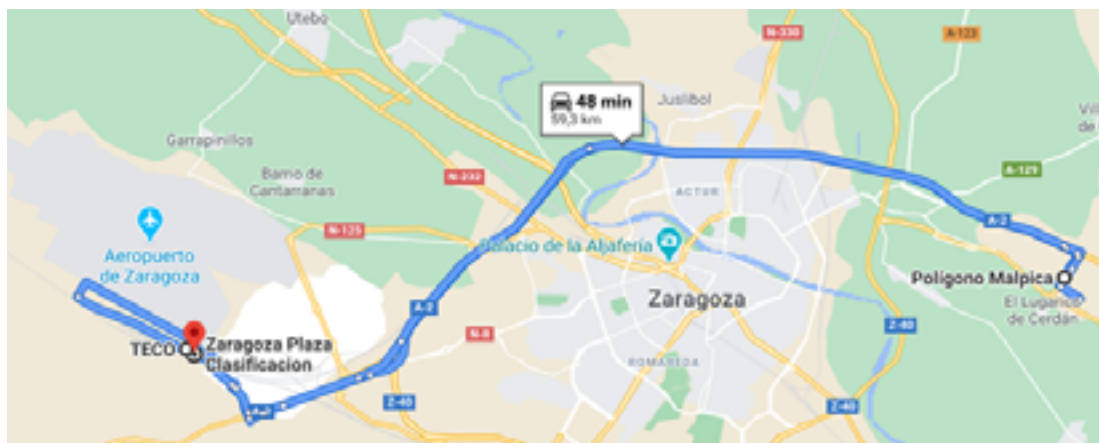 Utebo
N-330
A-123
48 min
59,3 km
Juslibol
Garrapinillos
Barrio de
Cantarranas
N-232
ACTUR
A-129
N-125
A-2
Aeropuerto
de Zaragoza
Palacio de la Aljafería
Polígono Malpica
Zaragoza
El Lugarico
de Cerdán
A-2
Z-40
TECO
Zaragoza Plaza
Clasificacion
N-II
ROMAREDA
A-2
Z-40
Z-40